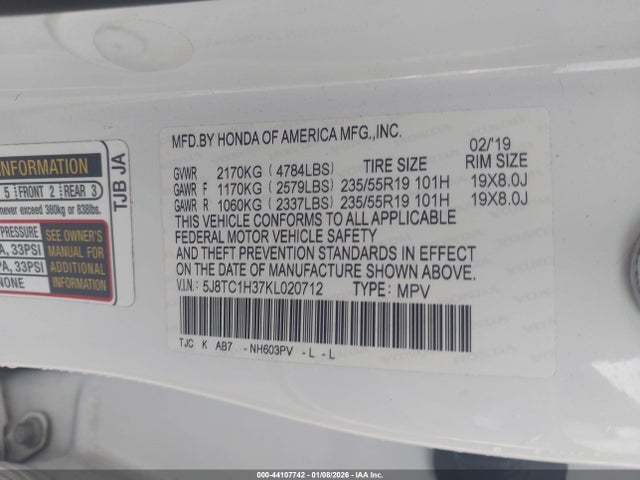 MFD.BY HONDA OF AMERICA MFG.,INC.
02/'19
GVWR 2170KG (4784LBS) TIRE SIZE RIM SIZE
GAWR F 1170KG (2579LBS) 235/55R19 101H 19X8.0J
GAWR R 1060KG (2337LBS) 235/55R19 101H 19X8.0J
THIS VEHICLE CONFORMS TO ALL APPLICABLE
FEDERAL MOTOR VEHICLE SAFETY
AND THEFT PREVENTION STANDARDS IN EFFECT
ON THE DATE OF MANUFACTURE SHOWN ABOVE.
V.I.N.: 5J8TC1H37KL020712 TYPE: MPV
TJC K AB7 -NH603PV -L -L
INFORMATION
5 FRONT 2 REAR 3
never exceed 380kg or 838lbs.
PRESSURE
A, 33PSI
PA, 33PSI
NONE
SEE OWNER'S
MANUAL FOR
ADDITIONAL
INFORMATION
TJB JA
000-44107742 - 01/08/2026 - IAAI.COM